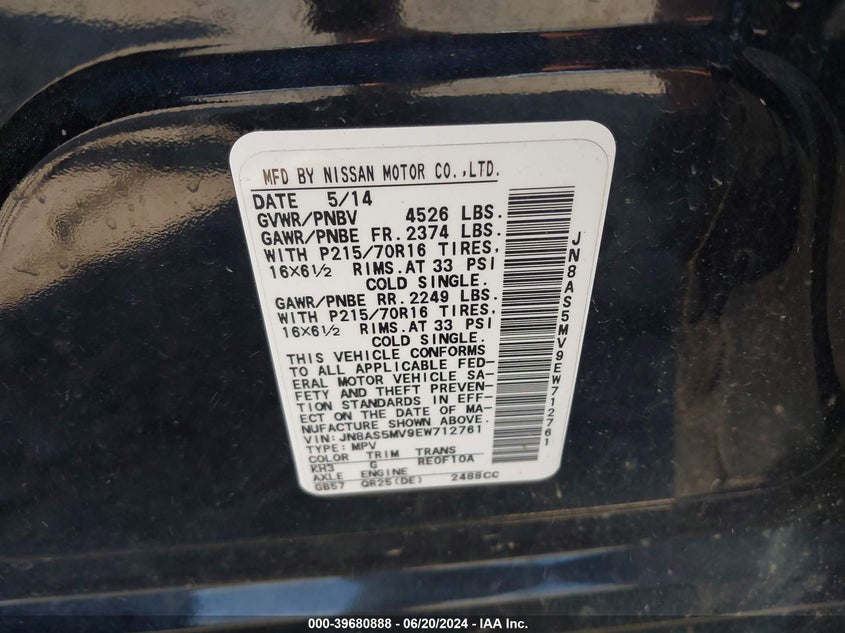 MFD BY NISSAN MOTOR CO.,LTD.
DATE 5/14
GVWR/PNBV 4526 LBS.
GAWR/PNBE FR.2374 LBS.
WITH P215/70R16 TIRES,
16X6½ RIMS.AT 33 PSI
COLD SINGLE.
GAWR/PNBE RR.2249 LBS.
WITH P215/70R16 TIRES,
16X6½ RIMS.AT 33 PSI
COLD SINGLE.
THIS VEHICLE CONFORMS
TO ALL APPLICABLE FED-
ERAL MOTOR VEHICLE SA-
FETY AND THEFT PREVEN-
TION STANDARDS IN EFF-
ECT ON THE DATE OF MA-
NUFACTURE SHOWN ABOVE.
VIN: JN8AS5MV9EW712761
TYPE: MPV
COLOR TRIM TRANS
KH3 G RE0F10A
AXLE ENGINE
GB57 QR25(DE) 2488CC
JN8AS5MV9EW712761
000-39680888 - 06/20/2024 - IAA Inc.